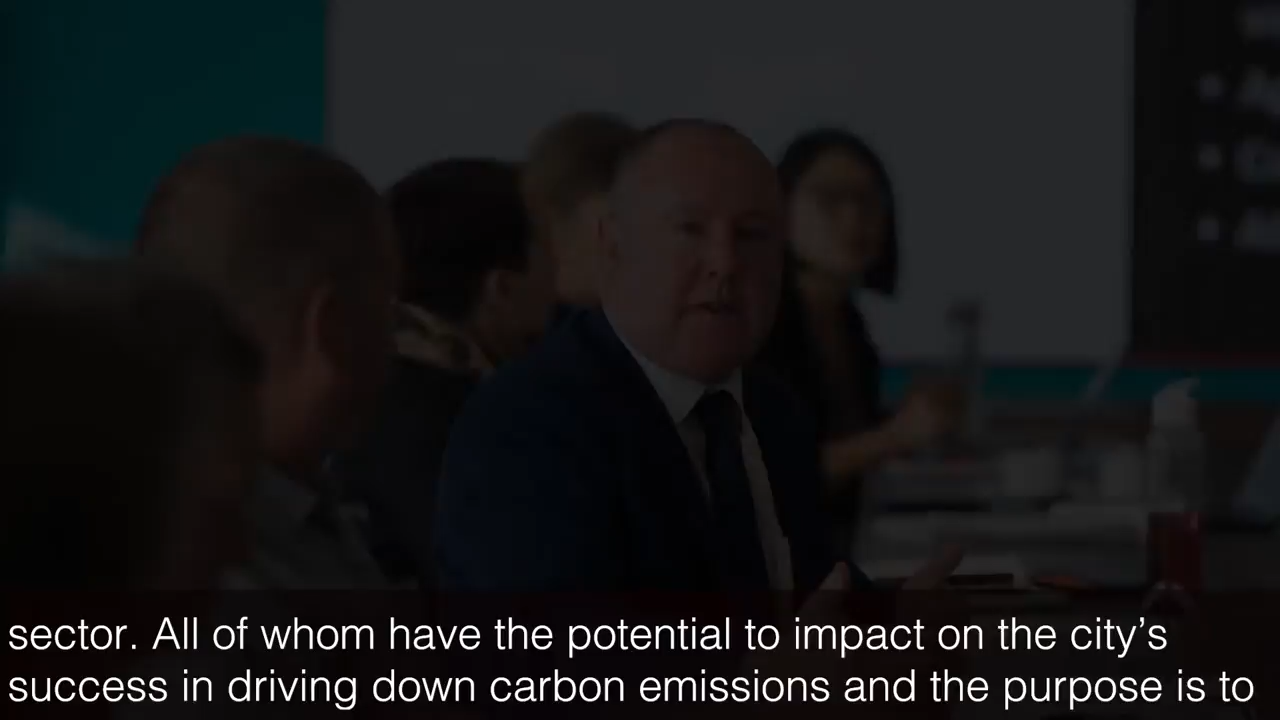 sector. All of whom have the potential to impact on the city’s
success in driving down carbon emissions and the purpose is to